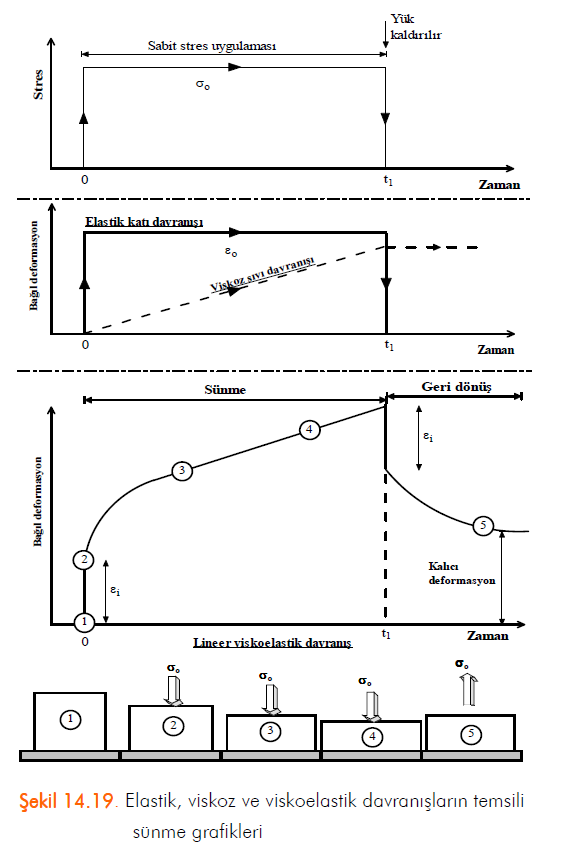 Yük
kaldırılır
Sabit stres uygulaması
σo
Stres
0
t1
Zaman
Elastik katı davranışı
εo
Viskoz sıvı davranışı
Bağıl deformasyon
0
t1
Zaman
Sünme
Geri dönüş
4
3
εi
5
2
εi
Kalıcı
deformasyon
1
Bağıl deformasyon
0
t1
Zaman
Lineer viskoelastik davranış
σo
σo
σo
σo
1
2
3
4
5
Şekil 14.19. Elastik, viskoz ve viskoelastik davranışların temsili
sünme grafikleri